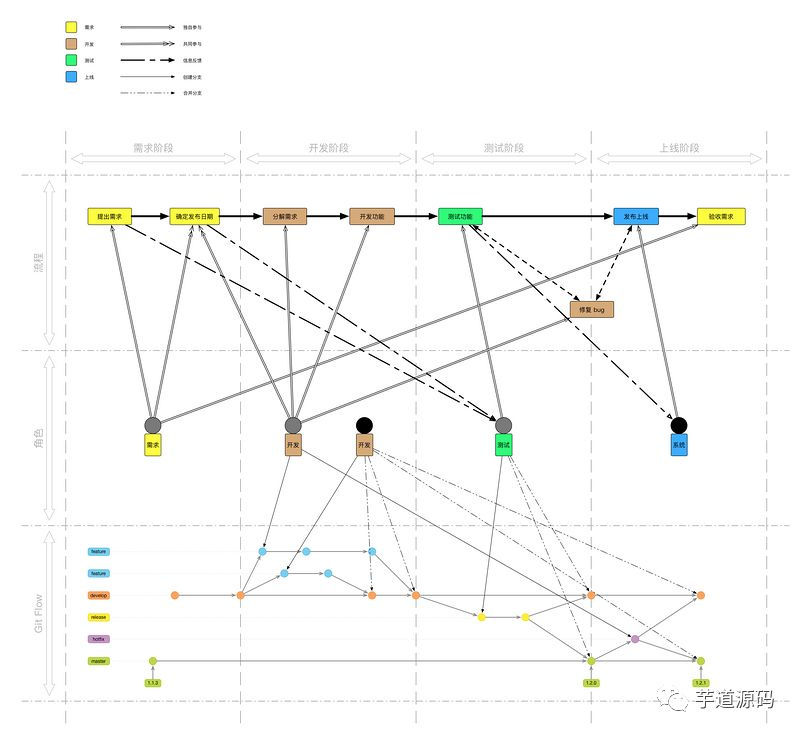 需求
独自参与
开发
共同参与
测试
信息反馈
上线
创建分支
合并分支
需求阶段
开发阶段
测试阶段
上线阶段
流程
提出需求
确定发布日期
分解需求
开发功能
测试功能
发布上线
验收需求
修复 bug
角色
需求
开发
开发
测试
系统
Git Flow
feature
feature
develop
release
hotfix
master
1.1.3
1.2.0
1.2.1
芋道源码